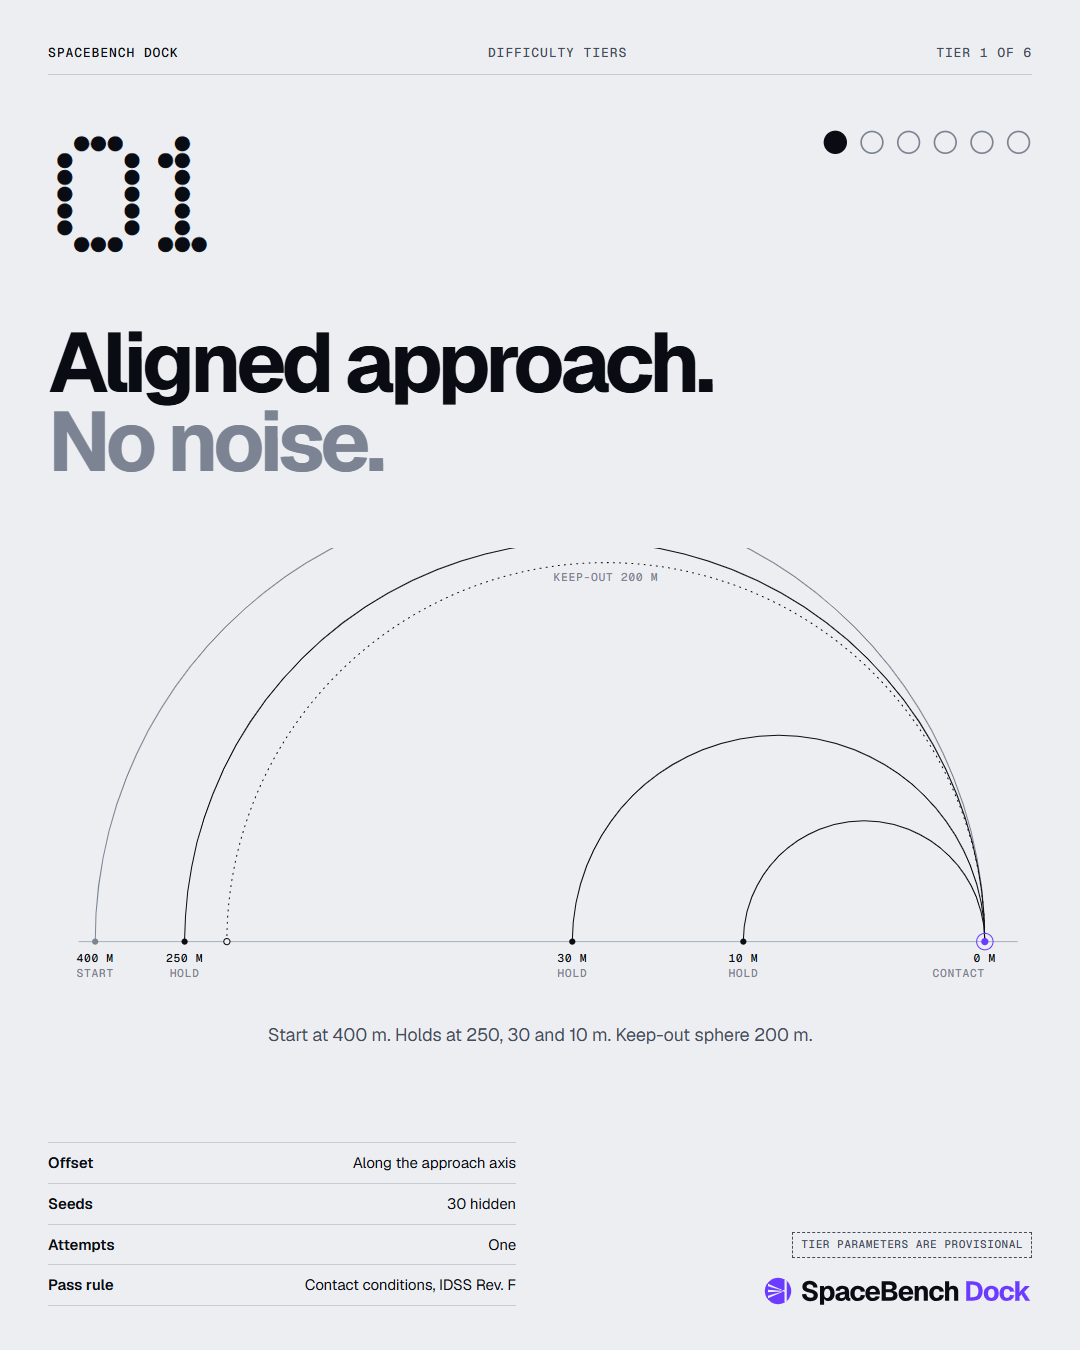 SPACEBENCH DOCK
DIFFICULTY TIERS
TIER 1 OF 6
01
Aligned approach.
No noise.
KEEP-OUT 200 M
400 M
START
250 M
HOLD
30 M
HOLD
10 M
HOLD
0 M
CONTACT
Start at 400 m. Holds at 250, 30 and 10 m. Keep-out sphere 200 m.
Offset Along the approach axis
Seeds 30 hidden
Attempts One
Pass rule Contact conditions, IDSS Rev. F
TIER PARAMETERS ARE PROVISIONAL
SpaceBench Dock